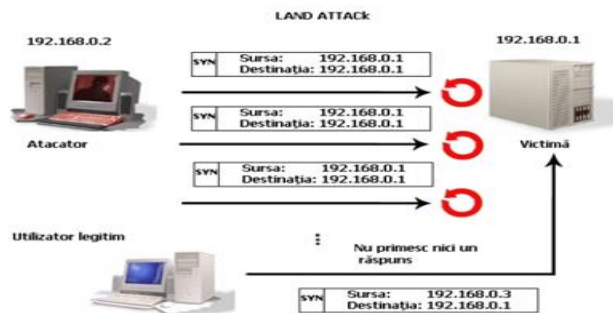 LAND ATTACK
192.168.0.2
192.168.0.1
SYN Sursa: 192.168.0.1
Destinația: 192.168.0.1
SYN Sursa: 192.168.0.1
Destinația: 192.168.0.1
Atacator
Victimă
SYN Sursa: 192.168.0.1
Destinația: 192.168.0.1
Utilizator legitim
...
Nu primesc nici un
răspuns
SYN Sursa: 192.168.0.3
Destinația: 192.168.0.1